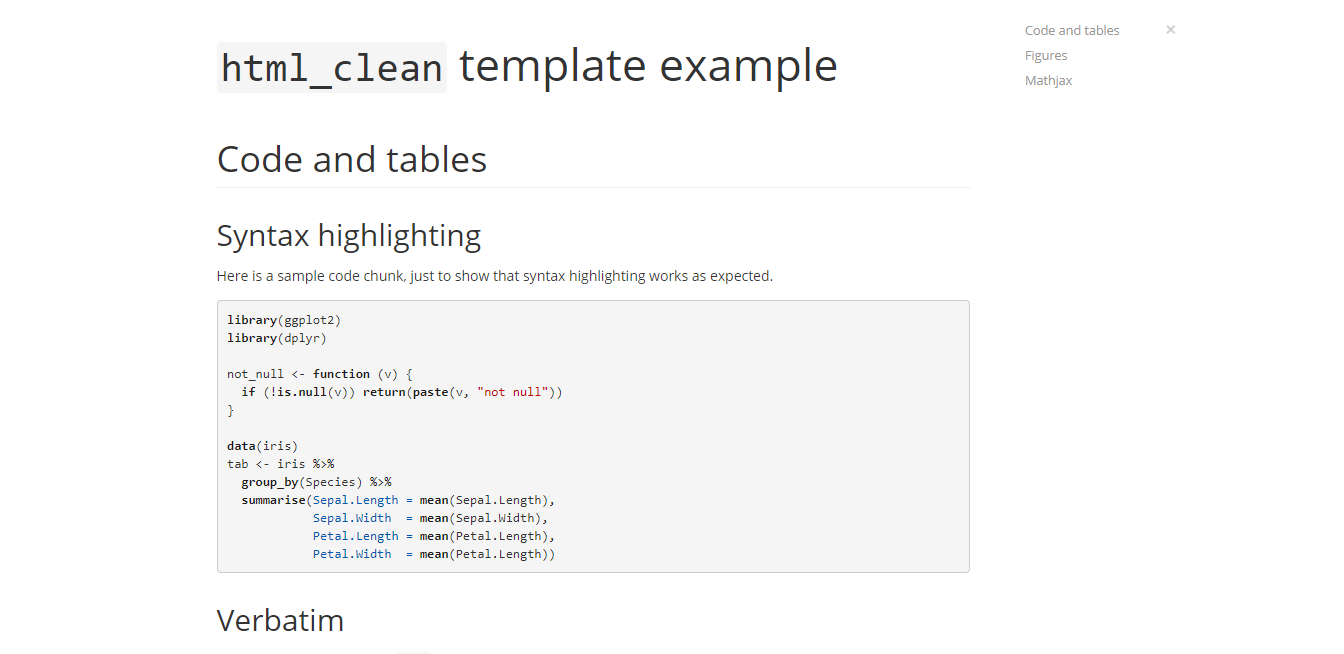 html_clean template example
Code and tables
Syntax highlighting
Here is a sample code chunk, just to show that syntax highlighting works as expected.
library(ggplot2)
library(dplyr)
not_null <- function (v) {
  if (!is.null(v)) return(paste(v, "not null"))
}
data(iris)
tab <- iris %>%
  group_by(Species) %>%
  summarise(Sepal.Length = mean(Sepal.Length),
            Sepal.Width  = mean(Sepal.Width),
            Petal.Length = mean(Petal.Length),
            Petal.Width  = mean(Petal.Length))
Verbatim
Code and tables ×
Figures
Mathjax